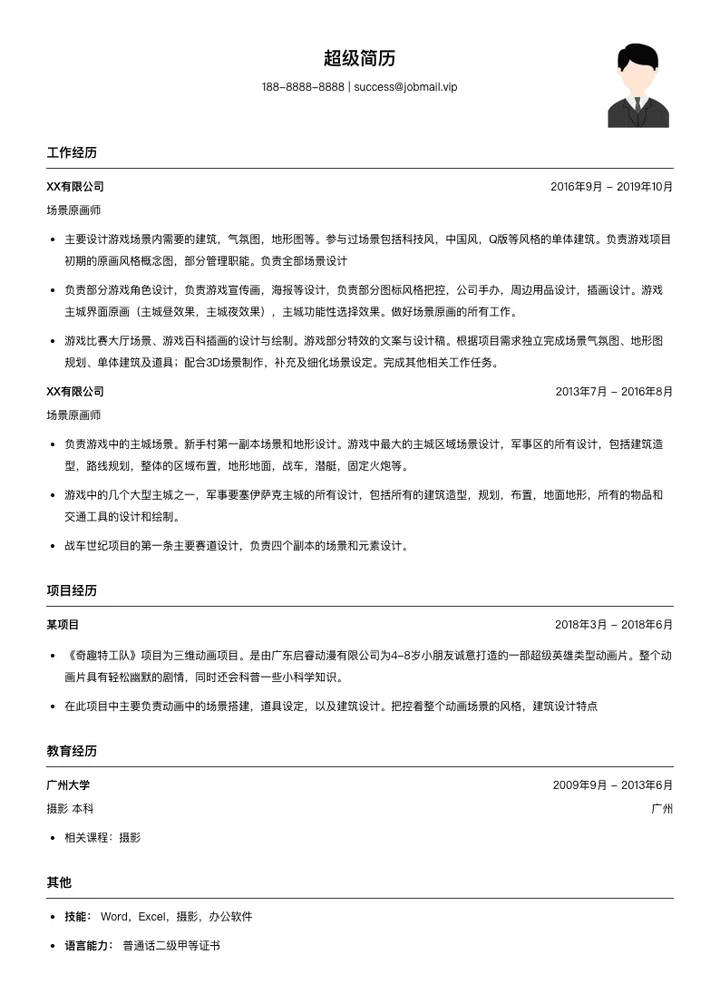 超级简历
188-8888-8888 | success@jobmail.vip
工作经历
XX有限公司 2016年9月 – 2019年10月
场景原画师
• 主要设计游戏场景内需要的建筑，气氛图，地形图等。参与过场景包括科技风，中国风，Q版等风格的单体建筑。负责游戏项目
初期的原画风格概念图，部分管理职能。负责全部场景设计
• 负责部分游戏角色设计，负责游戏宣传画，海报等设计，负责部分图标风格把控，公司手办，周边用品设计，插画设计。游戏
主城界面原画（主城昼效果，主城夜效果），主城功能性选择效果。做好场景原画的所有工作。
• 游戏比赛大厅场景、游戏百科插画的设计与绘制。游戏部分特效的文案与设计稿。根据项目需求独立完成场景气氛图、地形图
规划、单体建筑及道具；配合3D场景制作，补充及细化场景设定。完成其他相关工作任务。
XX有限公司 2013年7月 – 2016年8月
场景原画师
• 负责游戏中的主城场景。新手村第一副本场景和地形设计。游戏中最大的主城区域场景设计，军事区的所有设计，包括建筑造
型，路线规划，整体的区域布置，地形地面，战车，潜艇，固定火炮等。
• 游戏中的几个大型主城之一，军事要塞伊萨克主城的所有设计，包括所有的建筑造型，规划，布置，地面地形，所有的物品和
交通工具的设计和绘制。
• 战车世纪项目的第一条主要赛道设计，负责四个副本的场景和元素设计。
项目经历
某项目 2018年3月 – 2018年6月
• 《奇趣特工队》项目为三维动画项目。是由广东启睿动漫有限公司为4-8岁小朋友诚意打造的一部超级英雄类型动画片。整个动
画片具有轻松幽默的剧情，同时还会科普一些小科学知识。
• 在此项目中主要负责动画中的场景搭建，道具设定，以及建筑设计。把控着整个动画场景的风格，建筑设计特点
教育经历
广州大学 2009年9月 – 2013年6月
摄影 本科 广州
• 相关课程：摄影
其他
• 技能： Word，Excel，摄影，办公软件
• 语言能力： 普通话二级甲等证书